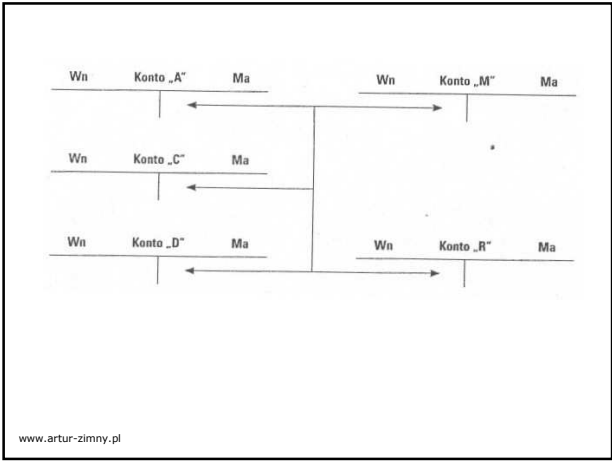 Wn Konto „A” Ma
Wn Konto „M” Ma
Wn Konto „C” Ma
Wn Konto „D” Ma
Wn Konto „R” Ma
www.artur-zimny.pl